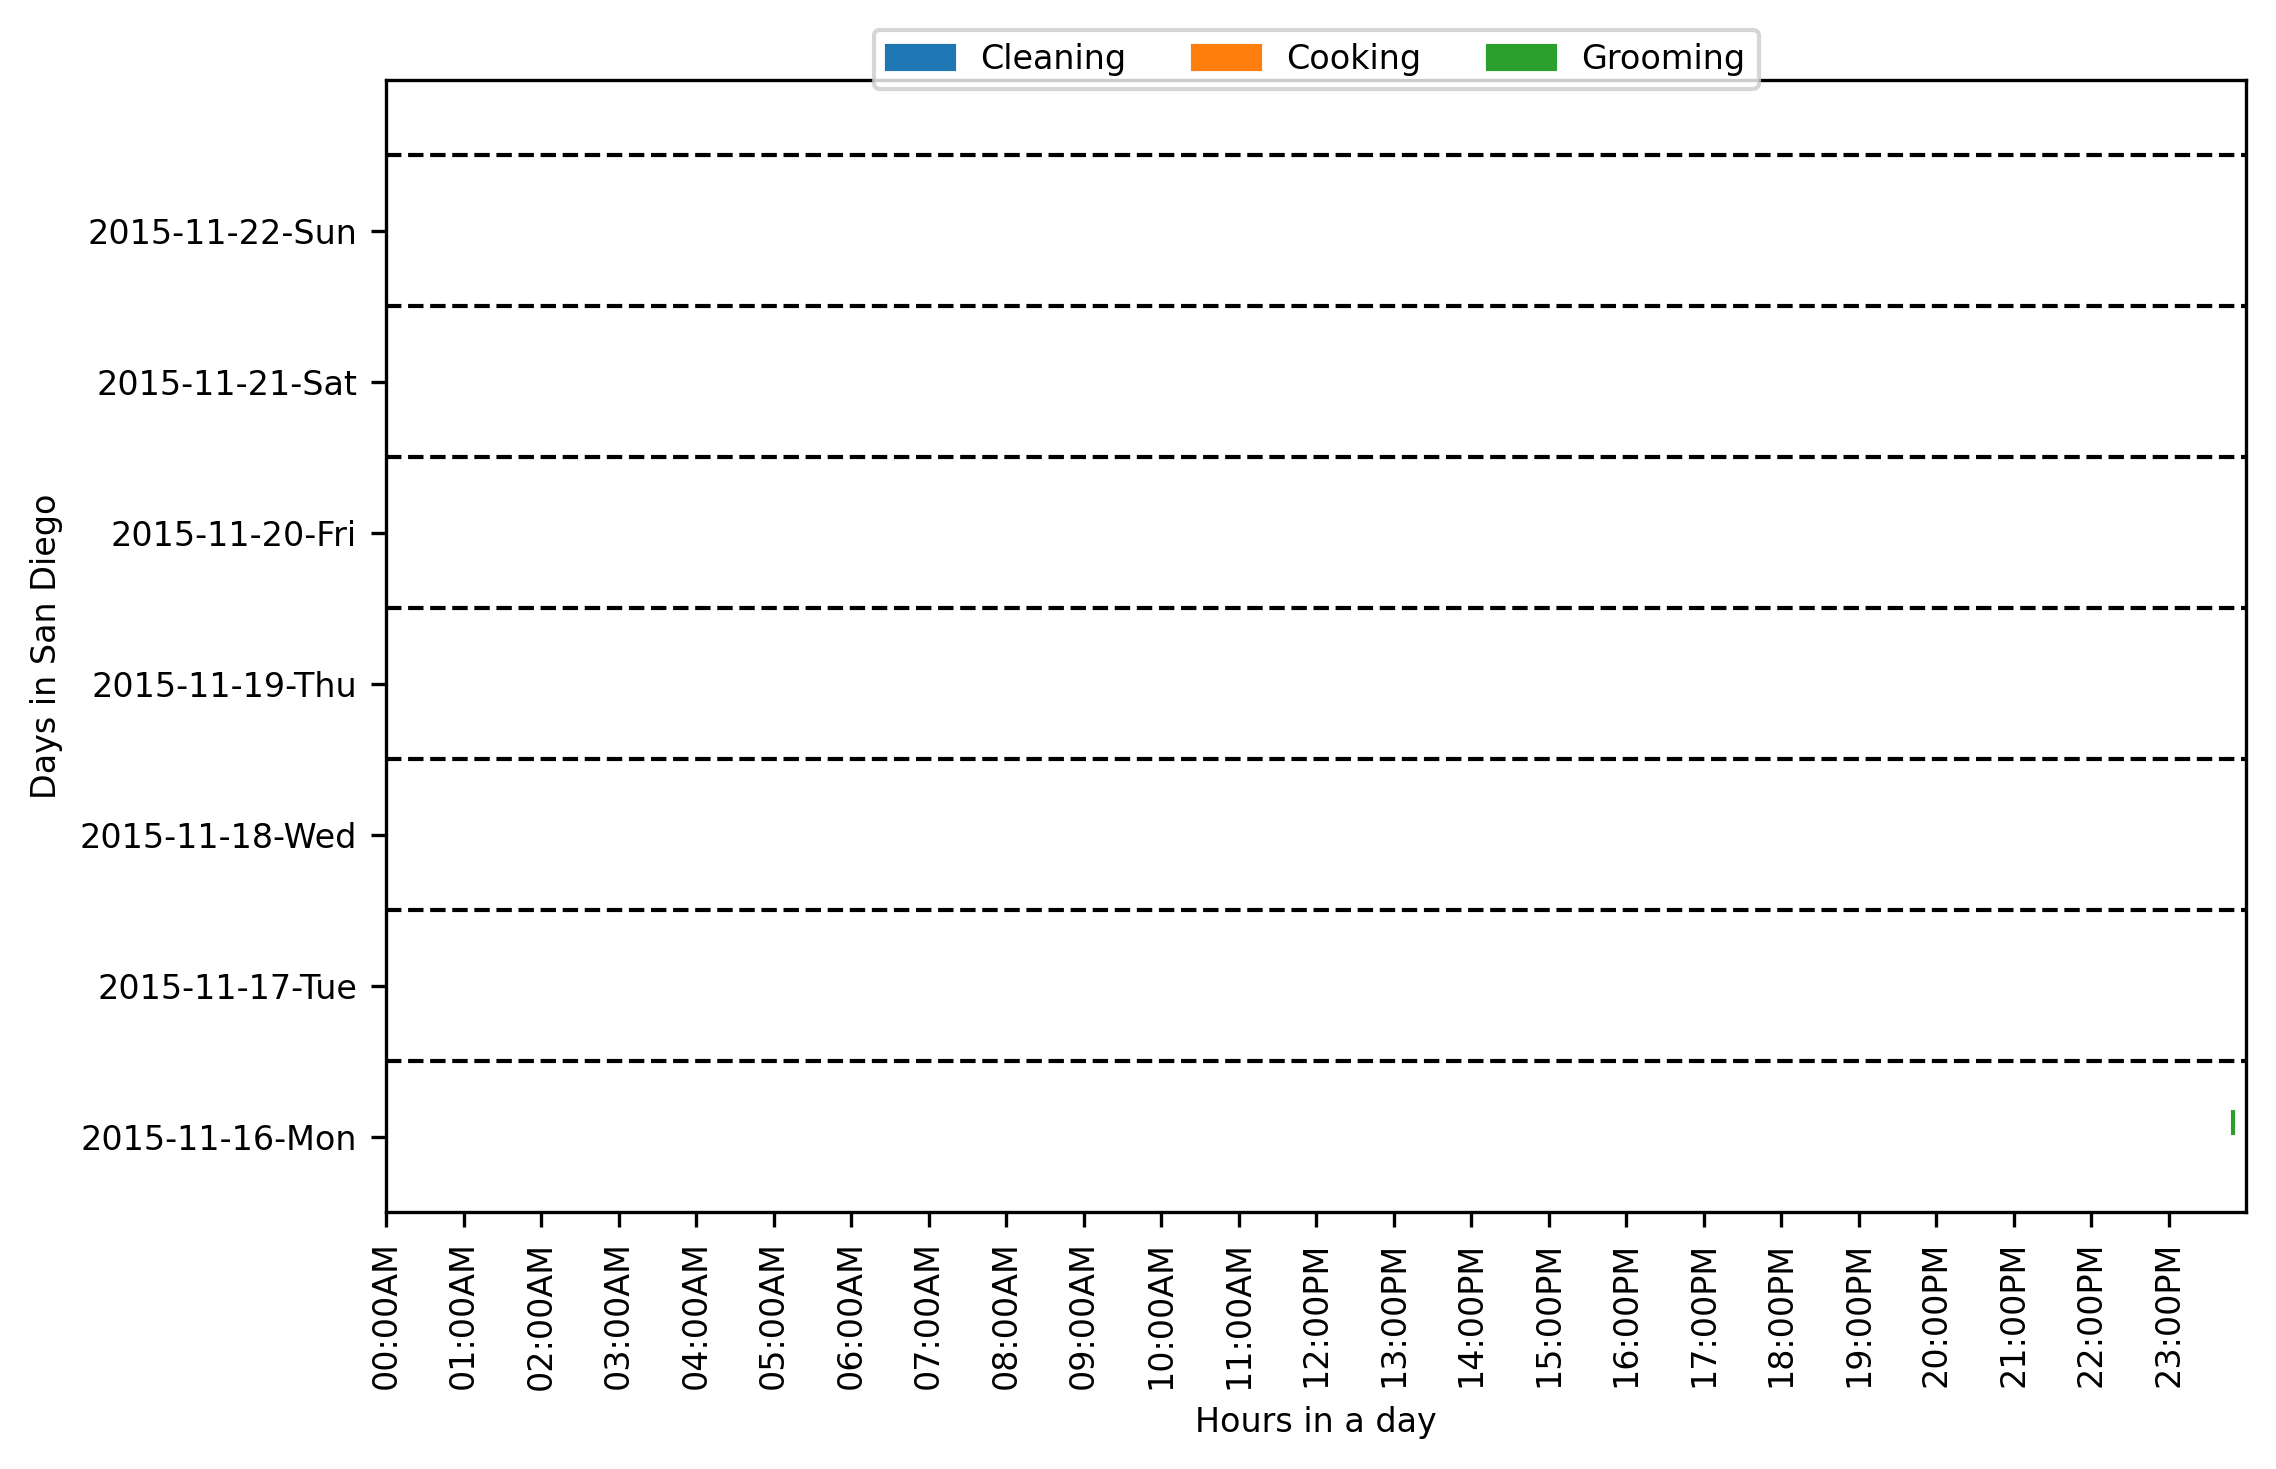 Cleaning Cooking Grooming
Days in San Diego
2015-11-22-Sun
2015-11-21-Sat
2015-11-20-Fri
2015-11-19-Thu
2015-11-18-Wed
2015-11-17-Tue
2015-11-16-Mon
00:00AM
01:00AM
02:00AM
03:00AM
04:00AM
05:00AM
06:00AM
07:00AM
08:00AM
09:00AM
10:00AM
11:00AM
12:00PM
13:00PM
14:00PM
15:00PM
16:00PM
17:00PM
18:00PM
19:00PM
20:00PM
21:00PM
22:00PM
23:00PM
Hours in a day